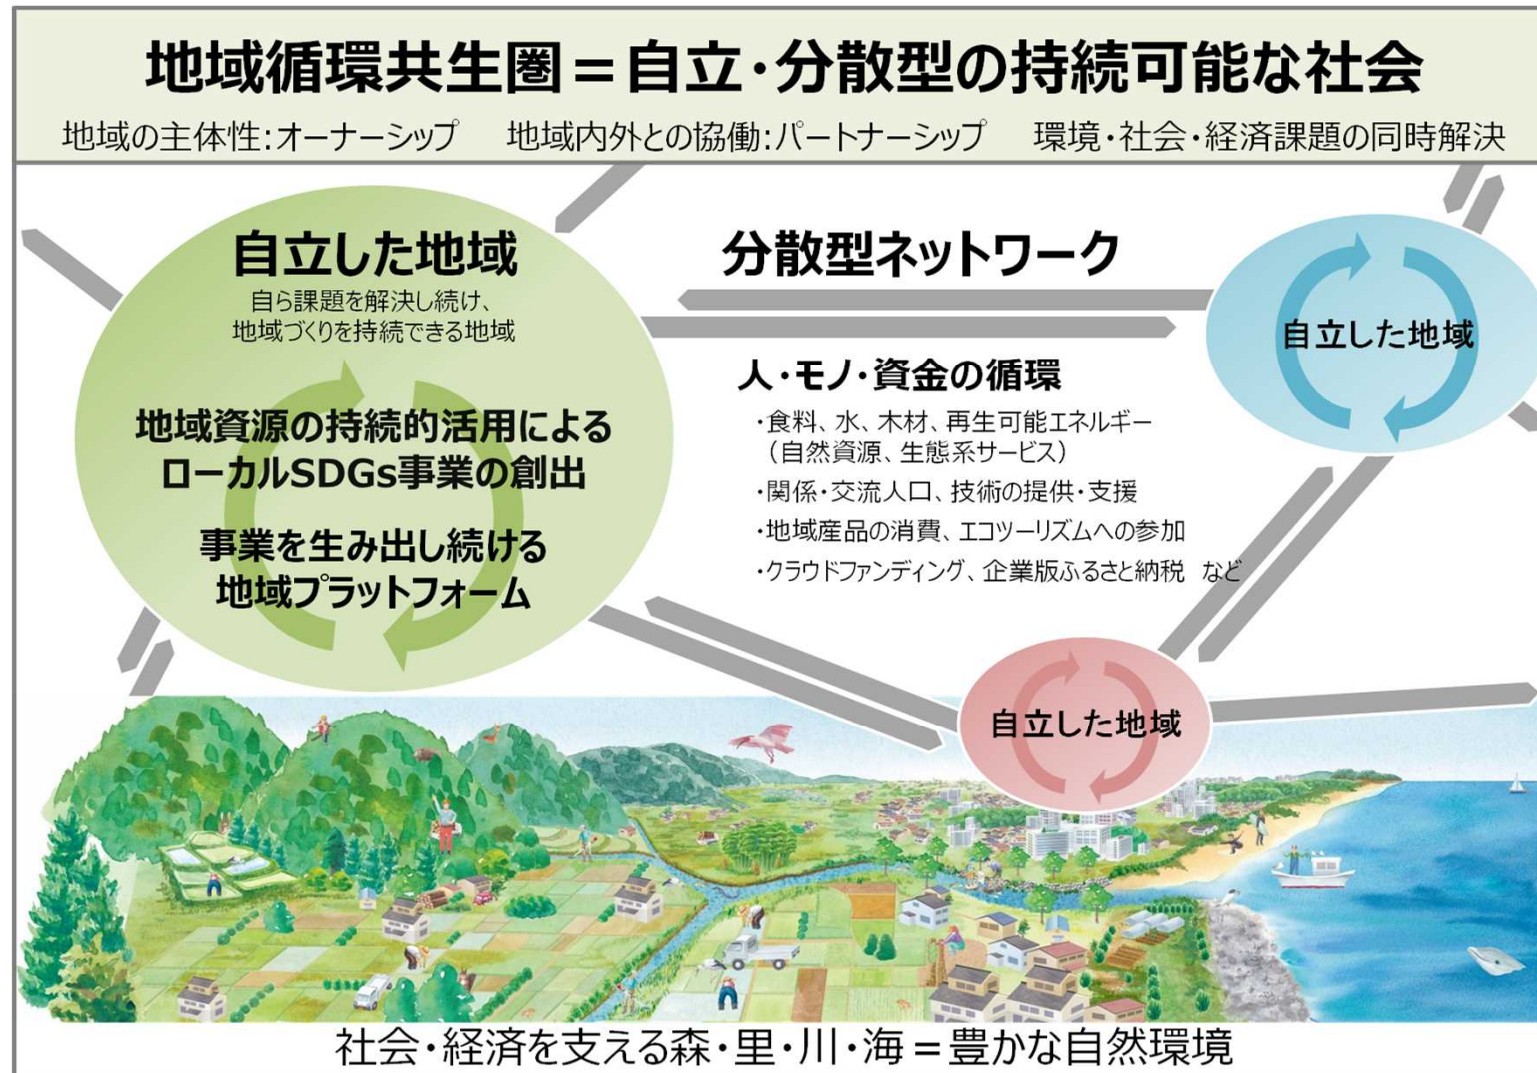 地域循環共生圏＝自立・分散型の持続可能な社会
地域の主体性：オーナーシップ　地域内外との協働：パートナーシップ　環境・社会・経済課題の同時解決
自立した地域
自ら課題を解決し続け、
地域づくりを持続できる地域
地域資源の持続的活用による
ローカルSDGs事業の創出
事業を生み出し続ける
地域プラットフォーム
分散型ネットワーク
人・モノ・資金の循環
・食料、水、木材、再生可能エネルギー
（自然資源、生態系サービス）
・関係・交流人口、技術の提供・支援
・地域産品の消費、エコツーリズムへの参加
・クラウドファンディング、企業版ふるさと納税　など
自立した地域
自立した地域
社会・経済を支える森・里・川・海＝豊かな自然環境